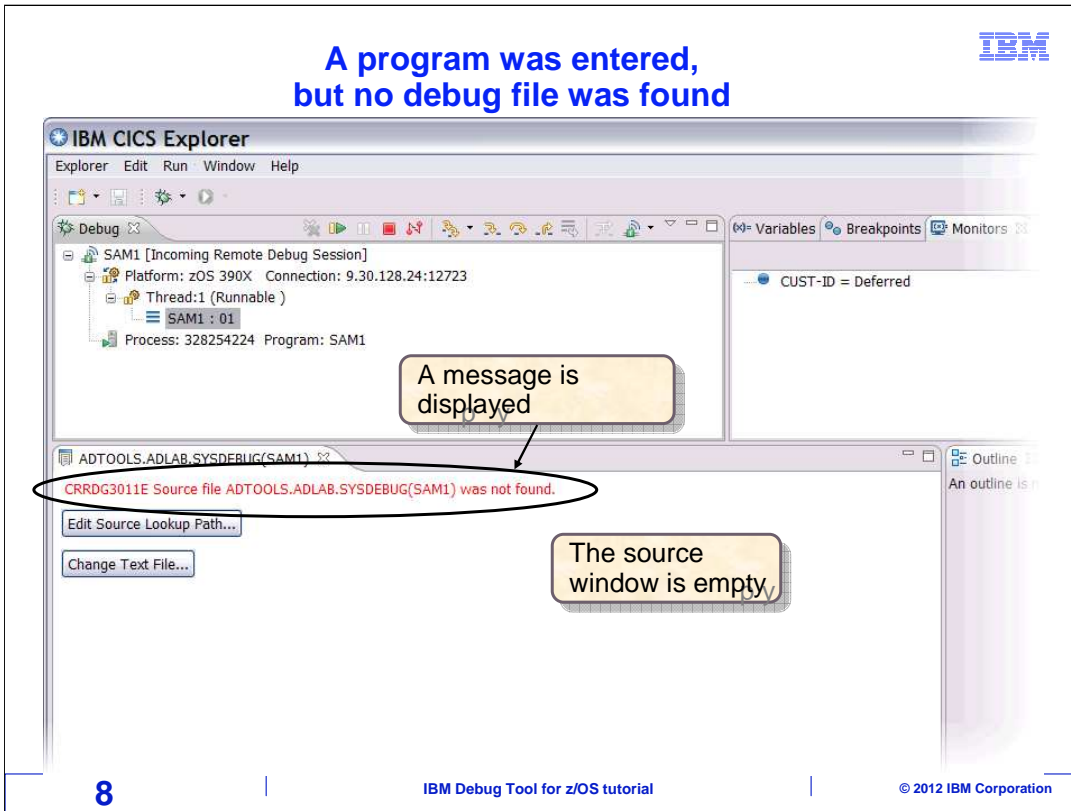 A program was entered,
but no debug file was found
IBM
IBM CICS Explorer
Explorer Edit Run Window Help
Debug
SAM1 [Incoming Remote Debug Session]
Platform: zOS 390X Connection: 9.30.128.24:12723
Thread:1 (Runnable )
SAM1 : 01
Process: 328254224 Program: SAM1
(x)= Variables Breakpoints Monitors
CUST-ID = Deferred
A message is
displayed
ADTOOLS.ADLAB.SYSDEBUG(SAM1)
CRRDG3011E Source file ADTOOLS.ADLAB.SYSDEBUG(SAM1) was not found.
Edit Source Lookup Path...
Change Text File...
The source
window is empty
Outline
An outline is
8
IBM Debug Tool for z/OS tutorial
© 2012 IBM Corporation